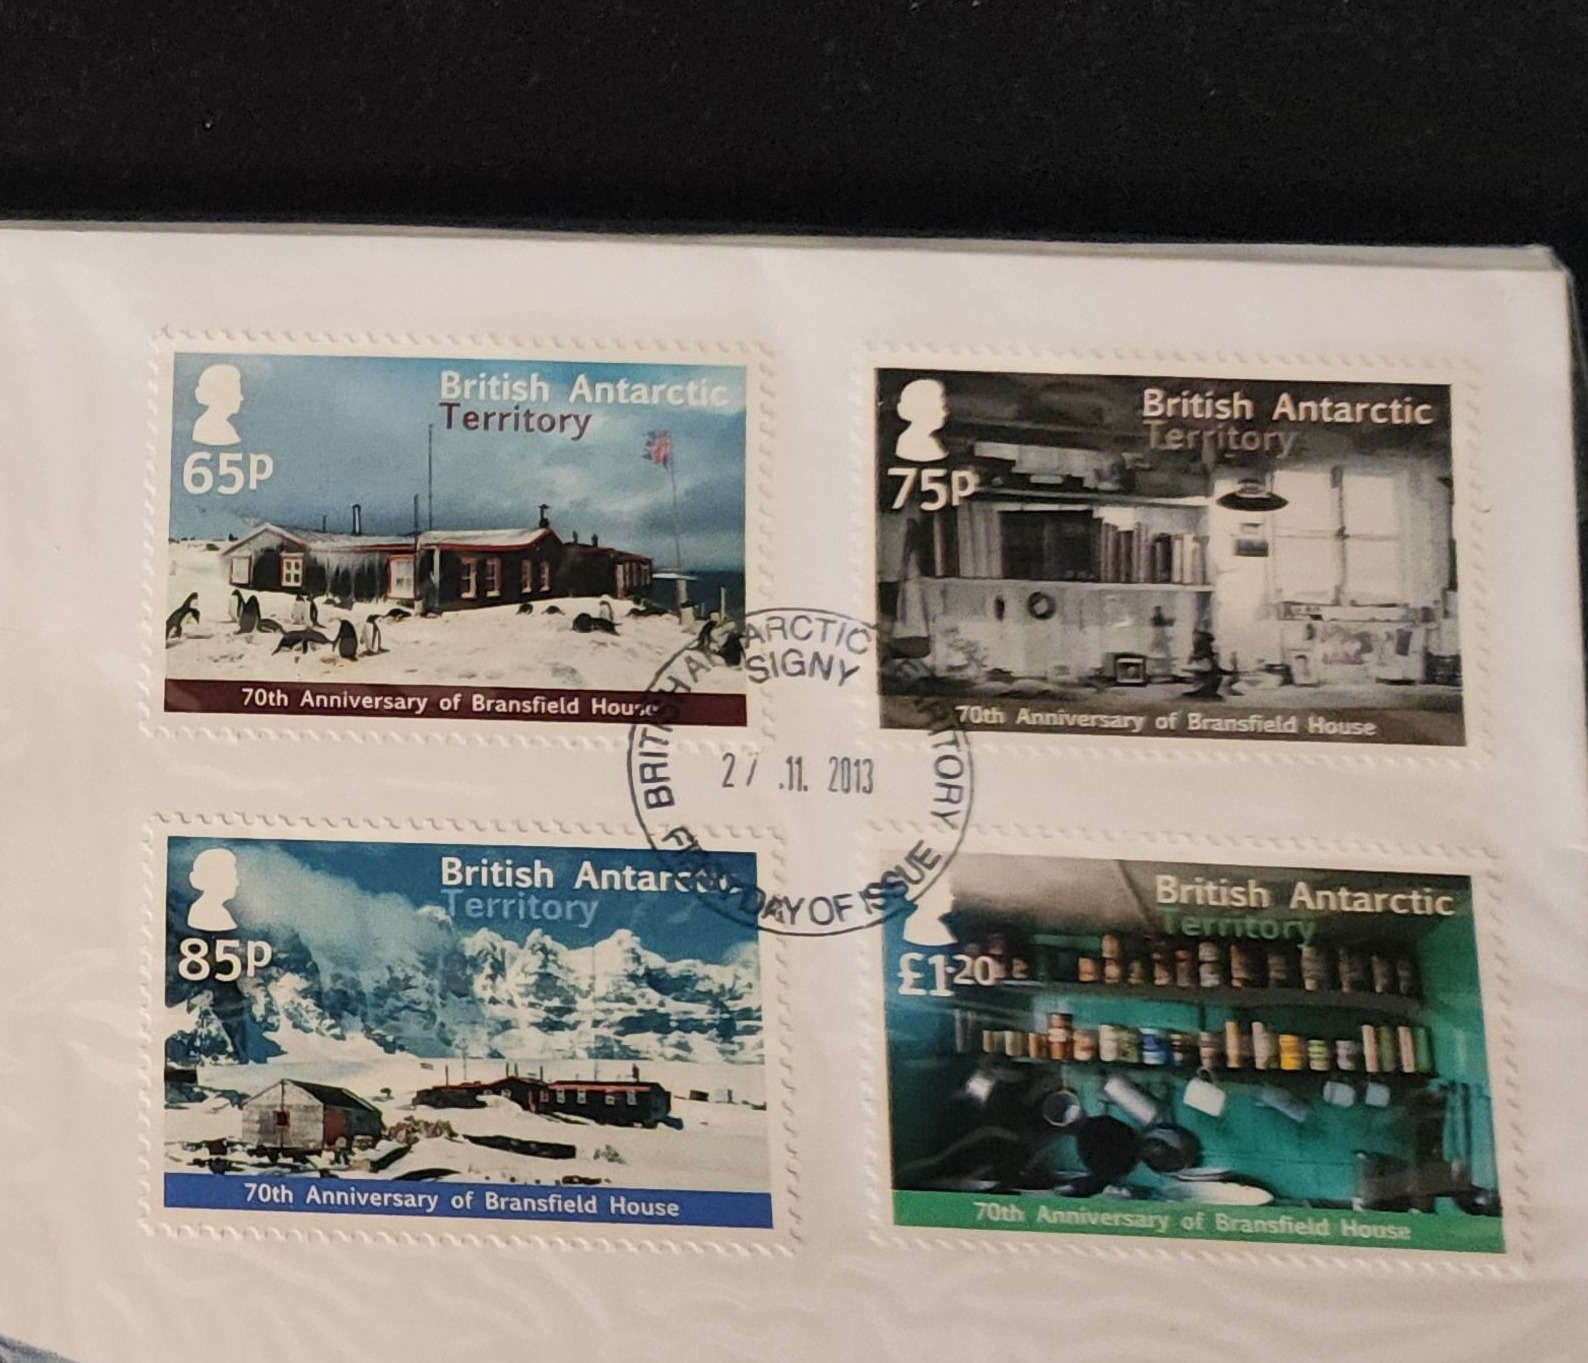 British Antarctic
Territory
65p
70th Anniversary of Bransfield House
British Antarctic
Territory
75p
70th Anniversary of Bransfield House
BRITISH ANTARCTIC TERRITORY
SIGNY
27 .11. 2013
FIRST DAY OF ISSUE
British Antarctic
Territory
85p
70th Anniversary of Bransfield House
British Antarctic
Territory
£1·20
70th Anniversary of Bransfield House